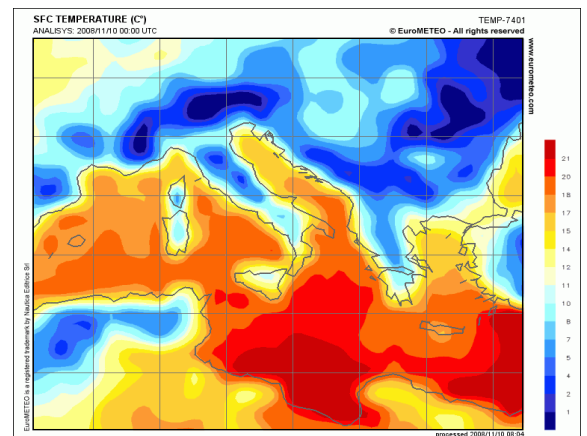 SFC TEMPERATURE (C°)
TEMP-7401
ANALISYS: 2008/11/10 00:00 UTC
© EuroMETEO - All rights reserved
www.eurometeo.com
21
20
18
17
15
14
12
11
10
8
7
5
4
2
1
EuroMETEO is a registered trademark by Nautica Editrice Srl
processed 2008/11/10 08:04